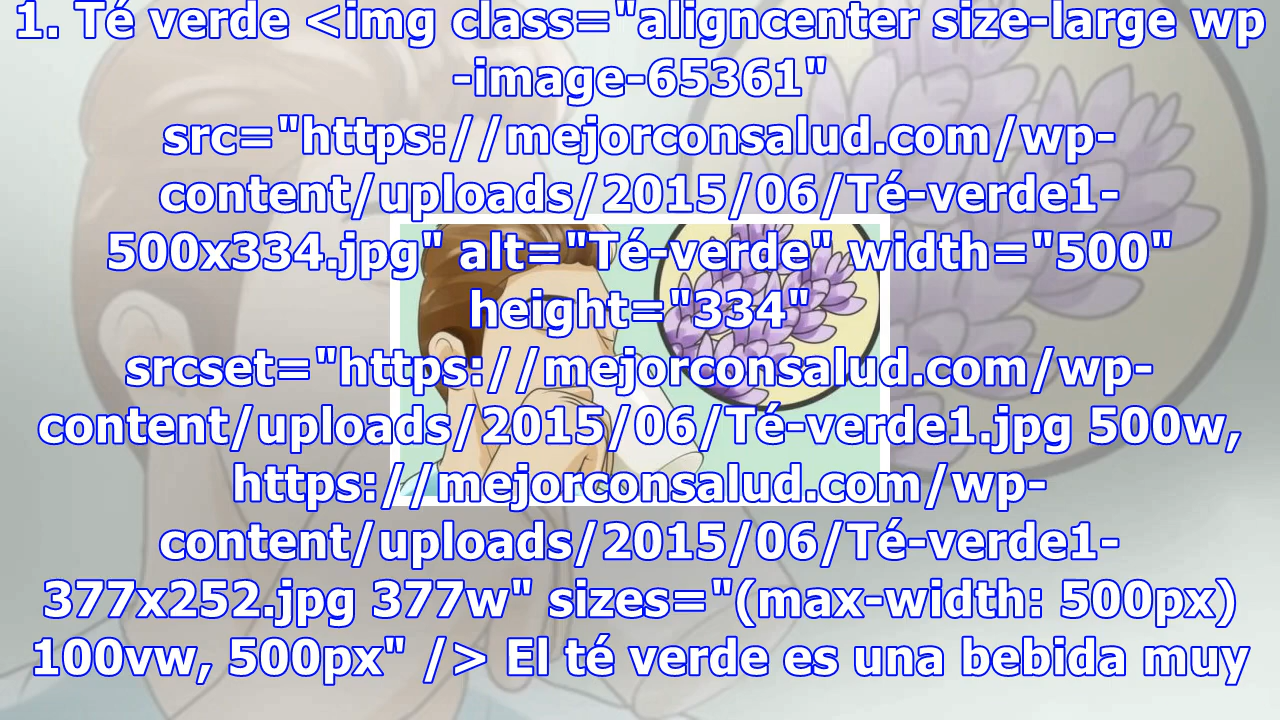 1. Té verde <img class="aligncenter size-large wp
-image-65361"
src="https://mejorconsalud.com/wp-
content/uploads/2015/06/Té-verde1-
500x334.jpg" alt="Té-verde" width="500"
height="334"
srcset="https://mejorconsalud.com/wp-
content/uploads/2015/06/Té-verde1.jpg 500w,
https://mejorconsalud.com/wp-
content/uploads/2015/06/Té-verde1-
377x252.jpg 377w" sizes="(max-width: 500px)
100vw, 500px" /> El té verde es una bebida muy